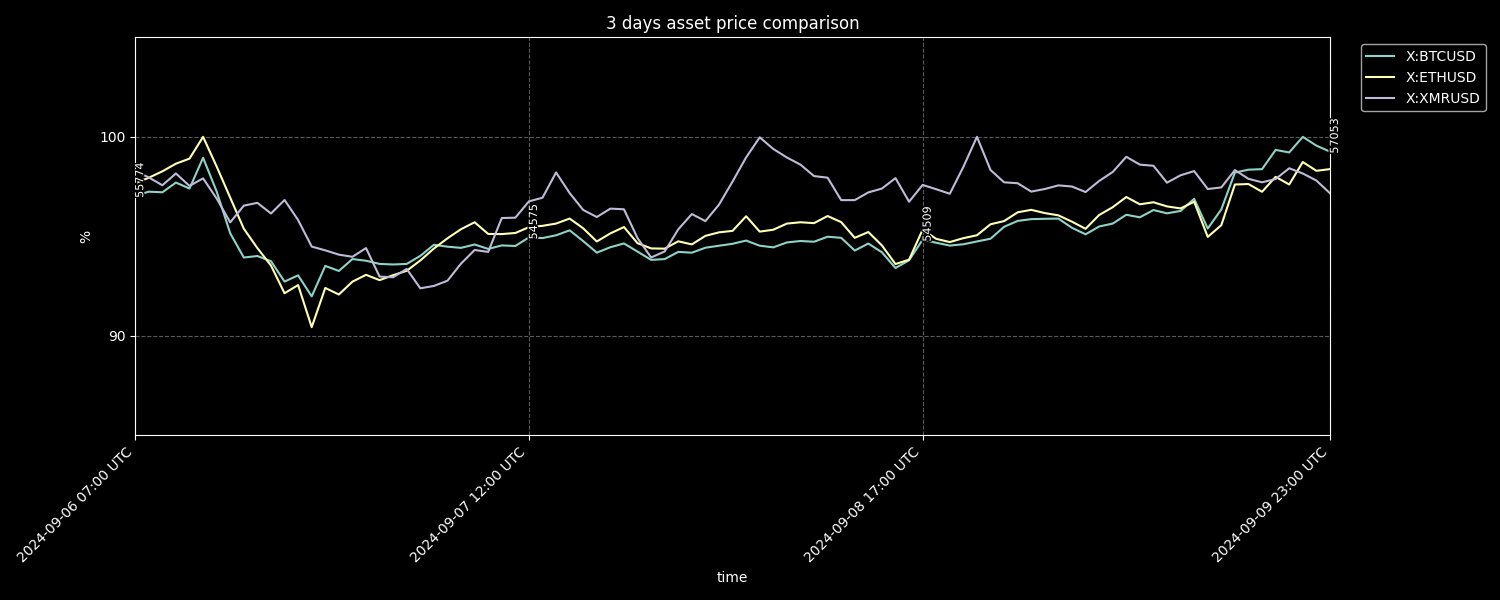 3 days asset price comparison
X:BTCUSD
X:ETHUSD
X:XMRUSD
100
90
%
55774
54575
54509
57053
2024-09-06 07:00 UTC
2024-09-07 12:00 UTC
2024-09-08 17:00 UTC
2024-09-09 23:00 UTC
time